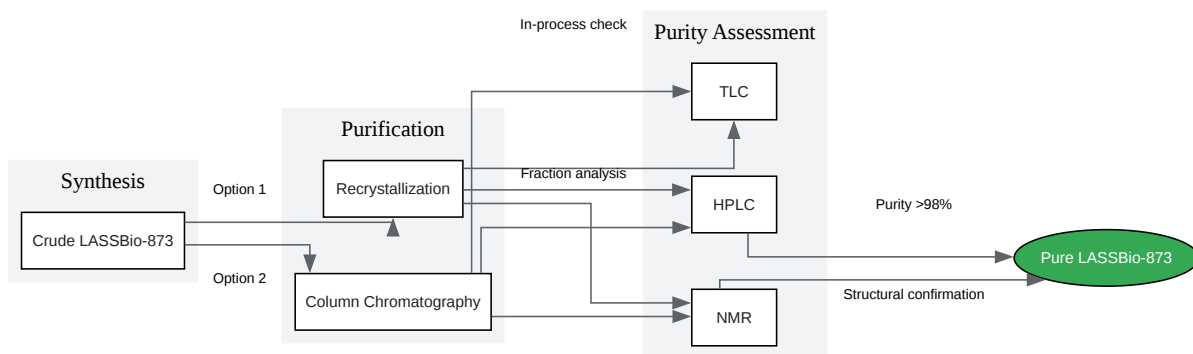 Synthesis
Crude LASSBio-873
Option 1
Option 2
Purification
Recrystallization
Column Chromatography
In-process check
Fraction analysis
Purity Assessment
TLC
HPLC
NMR
Purity >98%
Structural confirmation
Pure LASSBio-873